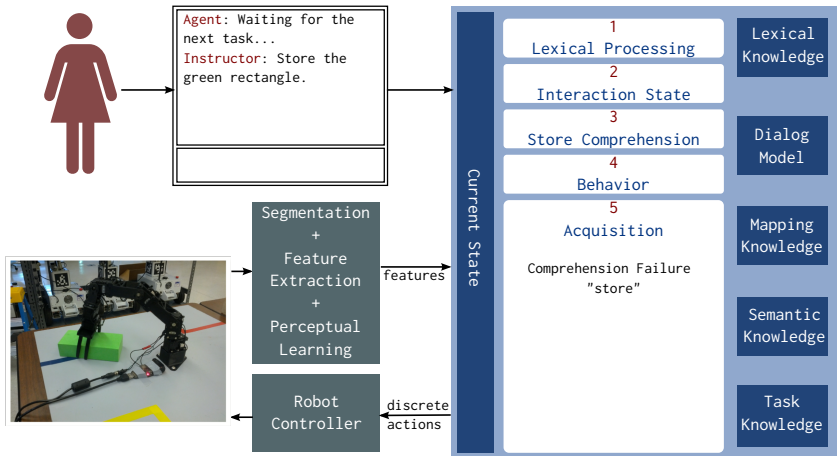 Agent: Waiting for the
next task...
Instructor: Store the
green rectangle.
Segmentation
+
Feature
Extraction
+
Perceptual
Learning
features
Robot
Controller
discrete
actions
Current State
1
Lexical Processing
2
Interaction State
3
Store Comprehension
4
Behavior
5
Acquisition
Comprehension Failure
"store"
Lexical
Knowledge
Dialog
Model
Mapping
Knowledge
Semantic
Knowledge
Task
Knowledge